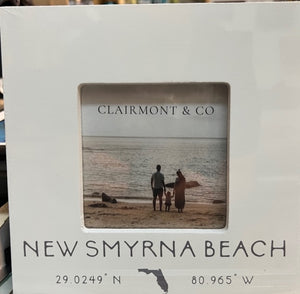 CLAIRMONT & CO
NEW SMYRNA BEACH
29.0249° N 80.965° W